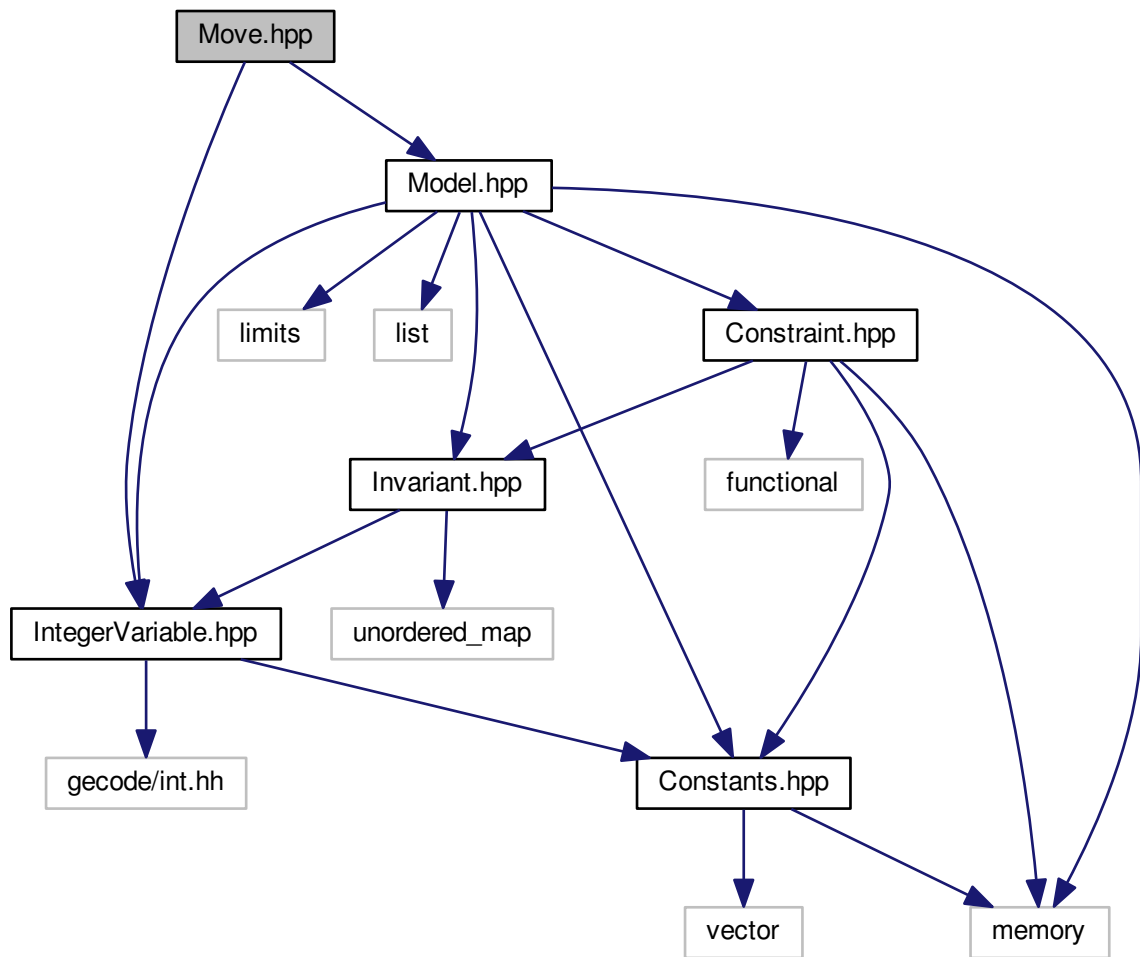 Move.hpp
Model.hpp
limits
list
Constraint.hpp
Invariant.hpp
functional
IntegerVariable.hpp
unordered_map
gecode/int.hh
Constants.hpp
vector
memory